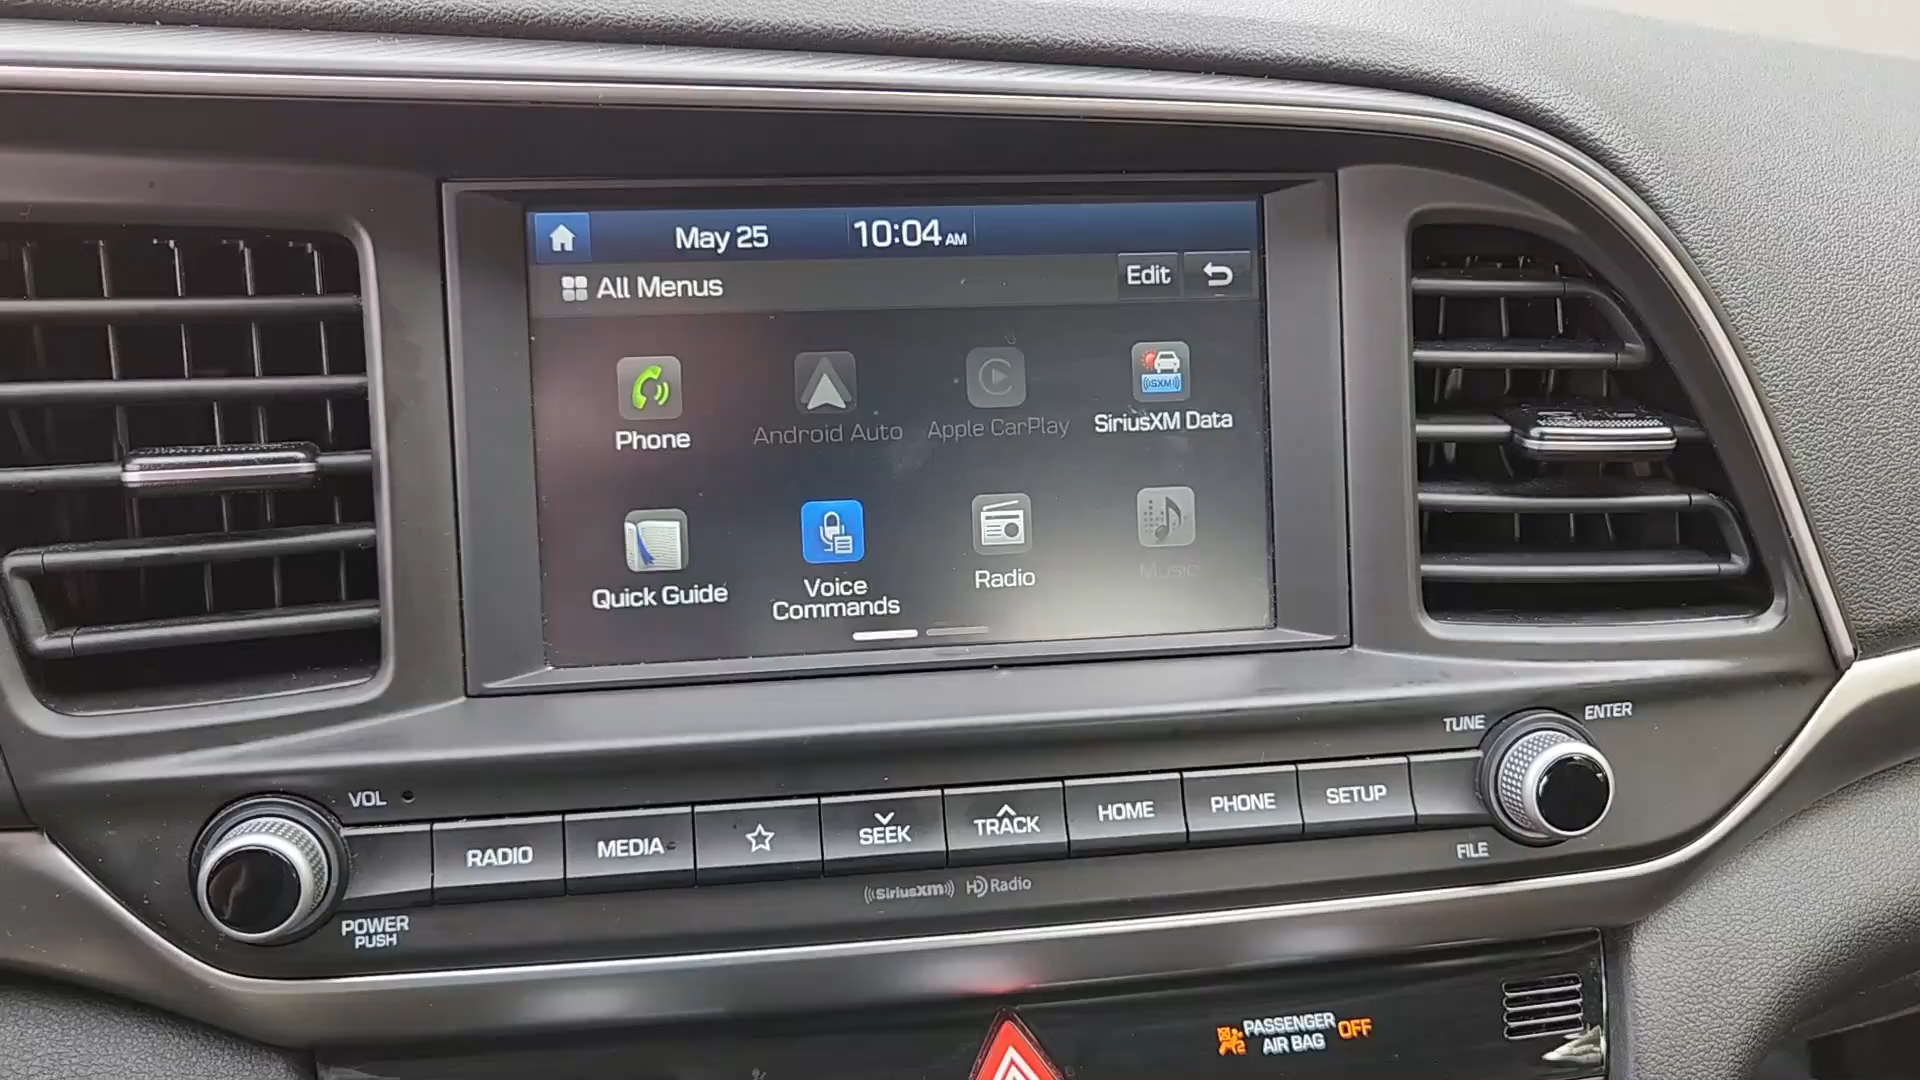 May 25
10:04 AM
All Menus
Edit
Phone
Android Auto
Apple CarPlay
SXM
SiriusXM Data
Quick Guide
Voice
Commands
Radio
Music
VOL
POWER
PUSH
RADIO
MEDIA
SEEK
TRACK
HOME
PHONE
SETUP
TUNE
ENTER
FILE
((SiriusXM)) HD Radio
PASSENGER
AIR BAG
OFF
2